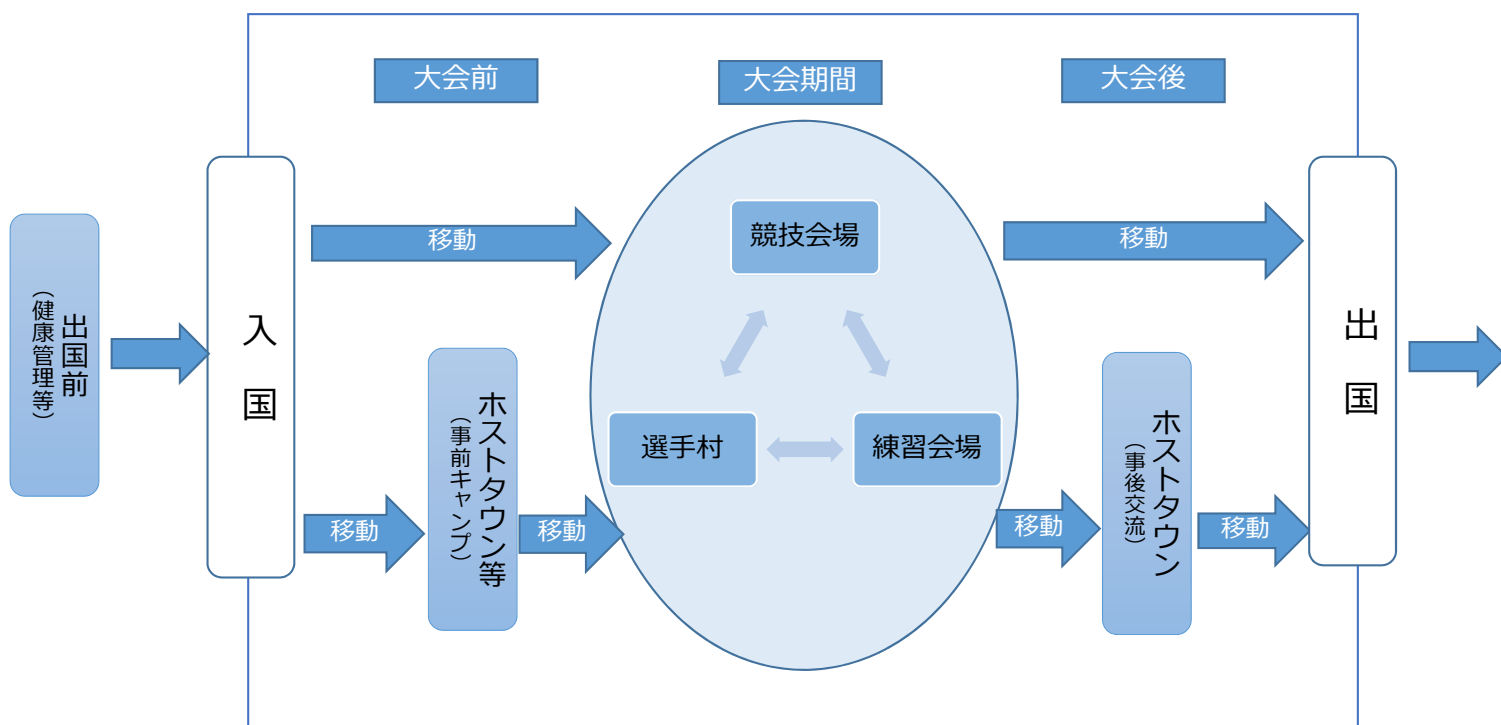 大会前
大会期間
大会後
出国前
（健康管理等）
入国
移動
移動
ホストタウン等
（事前キャンプ）
移動
競技会場
選手村
練習会場
移動
移動
ホストタウン
（事後交流）
移動
出国